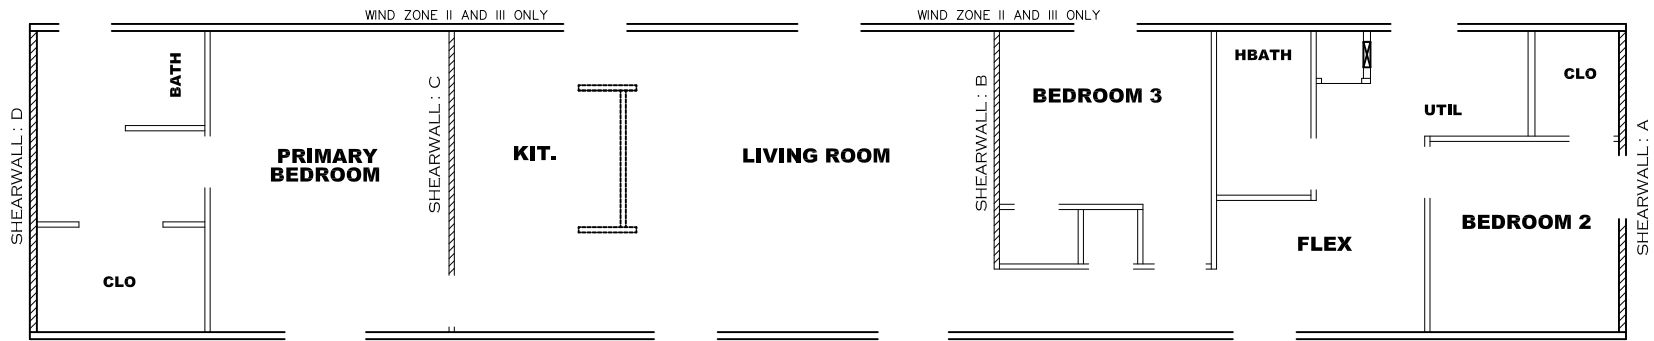 WIND ZONE II AND III ONLY
WIND ZONE II AND III ONLY
SHEARWALL : D
BATH
CLO
PRIMARY
BEDROOM
SHEARWALL : C
KIT.
LIVING ROOM
SHEARWALL : B
BEDROOM 3
HBATH
FLEX
UTIL
CLO
BEDROOM 2
SHEARWALL : A